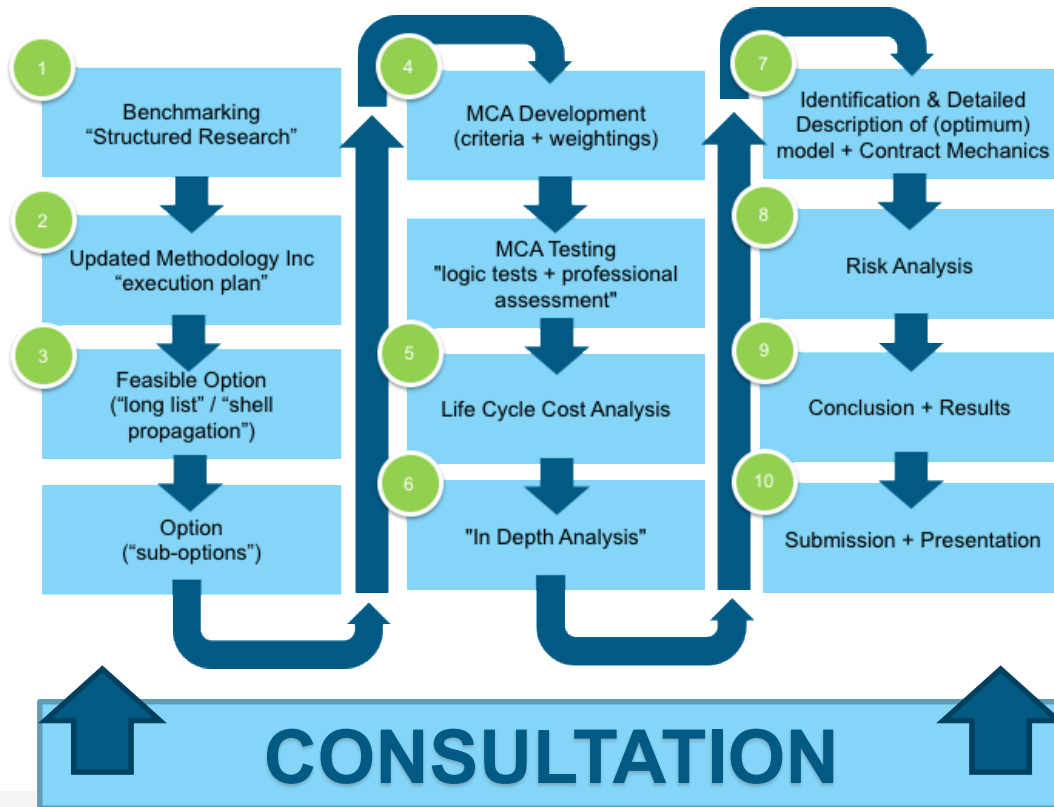 1
Benchmarking
“Structured Research”
2
Updated Methodology Inc
“execution plan”
3
Feasible Option
(“long list” / “shell
propagation”)
Option
(“sub-options”)
4
MCA Development
(criteria + weightings)
MCA Testing
"logic tests + professional
assessment"
5
Life Cycle Cost Analysis
6
"In Depth Analysis"
7
Identification & Detailed
Description of (optimum)
model + Contract Mechanics
8
Risk Analysis
9
Conclusion + Results
10
Submission + Presentation
CONSULTATION